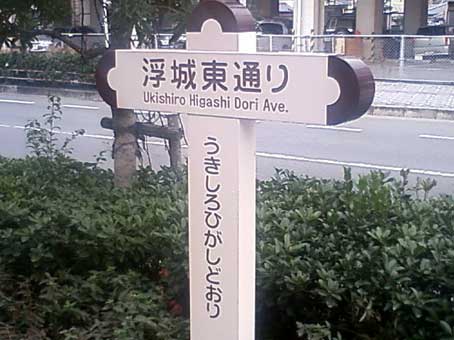 浮城東通り
Ukishiro Higashi Dori Ave.
うきしろひがしどおり